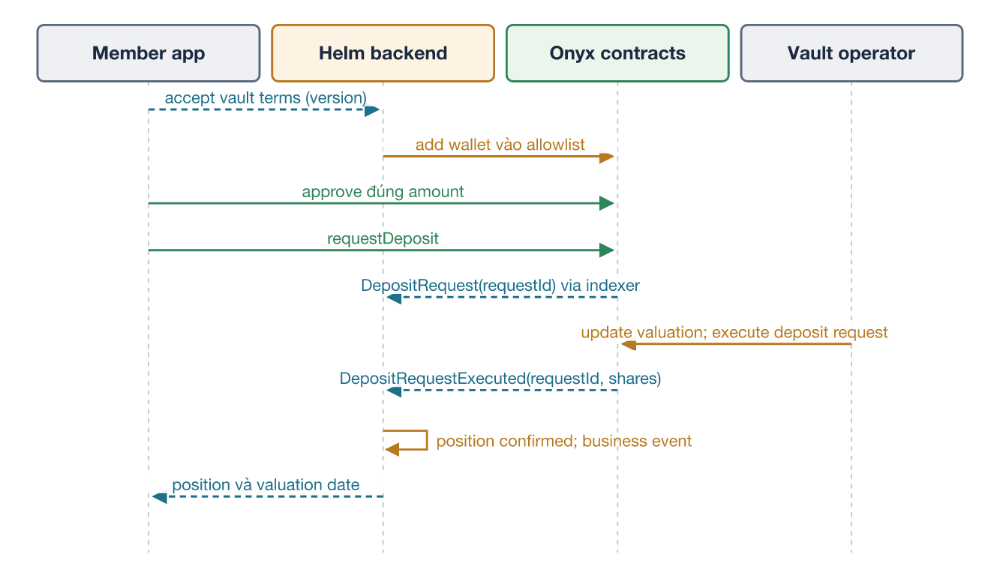 Member app
Helm backend
Onyx contracts
Vault operator
accept vault terms (version)
add wallet vào allowlist
approve đúng amount
requestDeposit
DepositRequest(requestId) via indexer
update valuation; execute deposit request
DepositRequestExecuted(requestId, shares)
position confirmed; business event
position và valuation date